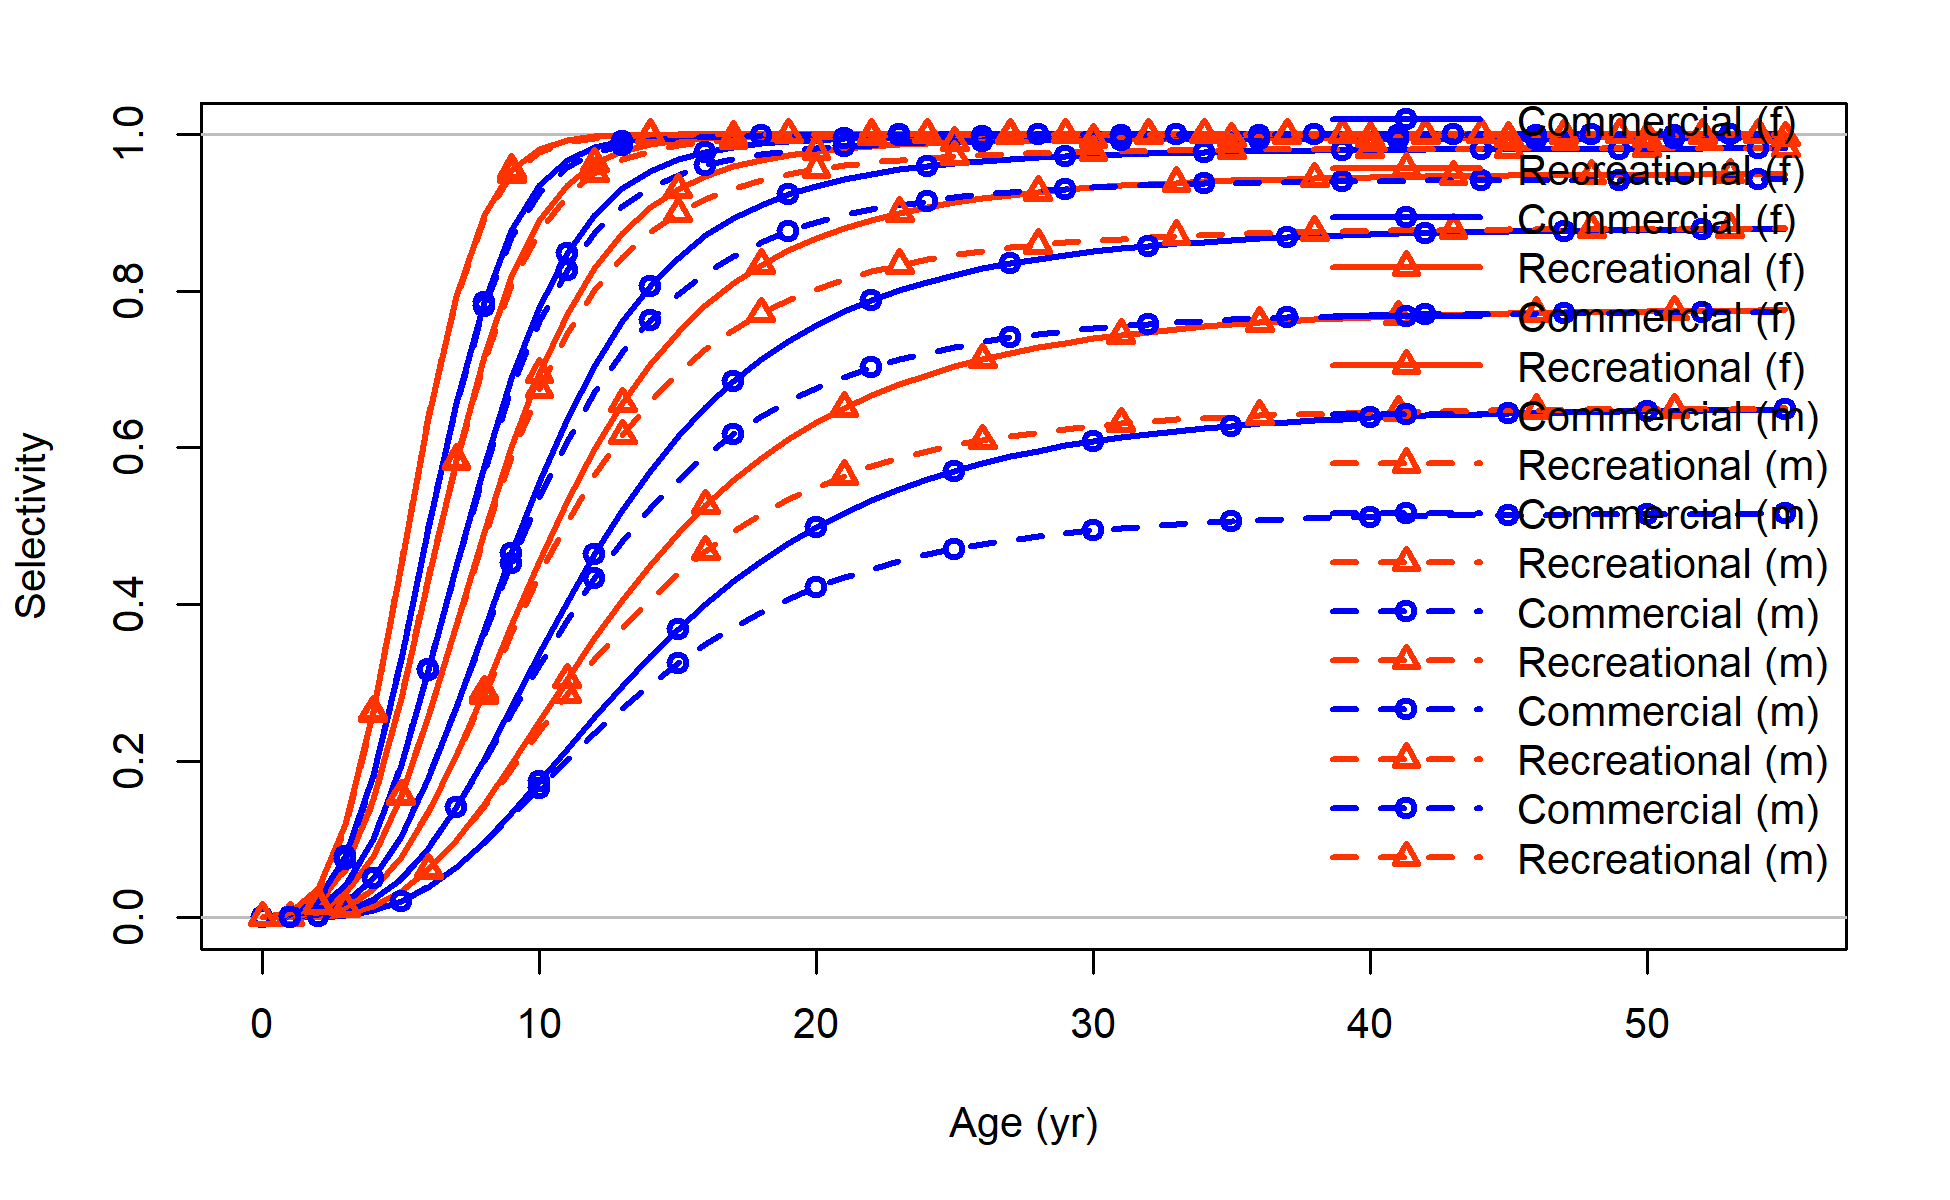 1.0
0.8
0.6
0.4
0.2
0.0
Selectivity
0 10 20 30 40 50
Age (yr)
Commercial (f)
Recreational (f)
Commercial (f)
Recreational (f)
Commercial (f)
Recreational (f)
Commercial (m)
Recreational (m)
Commercial (m)
Recreational (m)
Commercial (m)
Recreational (m)
Commercial (m)
Recreational (m)
Commercial (m)
Recreational (m)